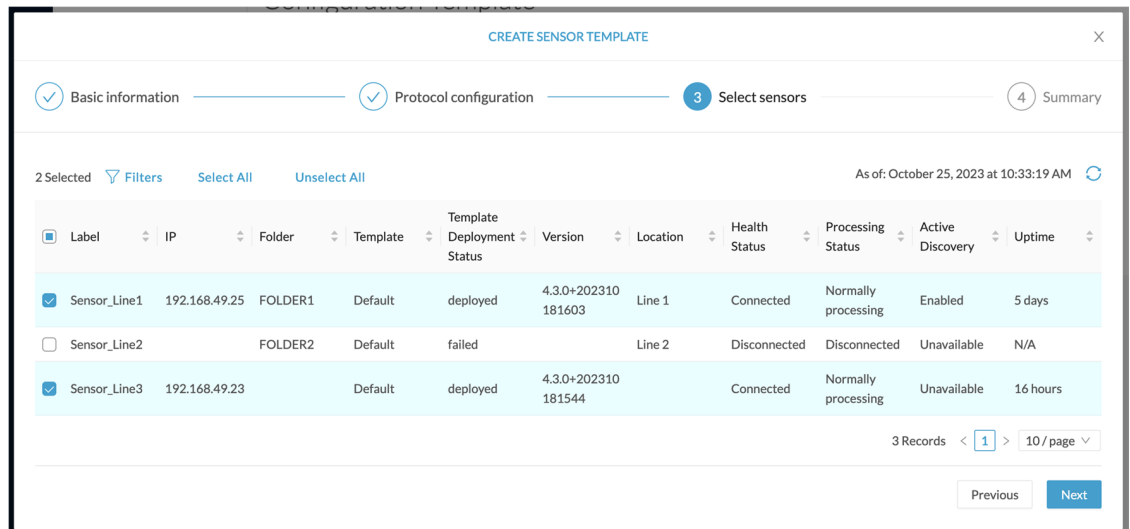 Configuration Template
CREATE SENSOR TEMPLATE
Basic information
Protocol configuration
3 Select sensors
4 Summary
2 Selected Filters Select All Unselect All
As of: October 25, 2023 at 10:33:19 AM
Label IP Folder Template Template Deployment Status Version Location Health Status Processing Status Active Discovery Uptime
Sensor_Line1 192.168.49.25 FOLDER1 Default deployed 4.3.0+202310181603 Line 1 Connected Normally processing Enabled 5 days
Sensor_Line2 FOLDER2 Default failed Line 2 Disconnected Disconnected Unavailable N/A
Sensor_Line3 192.168.49.23 Default deployed 4.3.0+202310181544 Connected Normally processing Unavailable 16 hours
3 Records < 1 > 10 / page
Previous Next